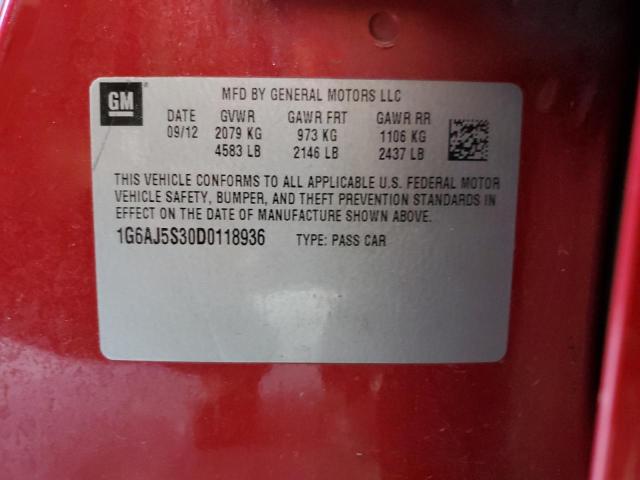 GM
MFD BY GENERAL MOTORS LLC
DATE GVWR GAWR FRT GAWR RR
09/12 2079 KG 973 KG 1106 KG
4583 LB 2146 LB 2437 LB
THIS VEHICLE CONFORMS TO ALL APPLICABLE U.S. FEDERAL MOTOR
VEHICLE SAFETY, BUMPER, AND THEFT PREVENTION STANDARDS IN
EFFECT ON THE DATE OF MANUFACTURE SHOWN ABOVE.
1G6AJ5S30D0118936 TYPE: PASS CAR